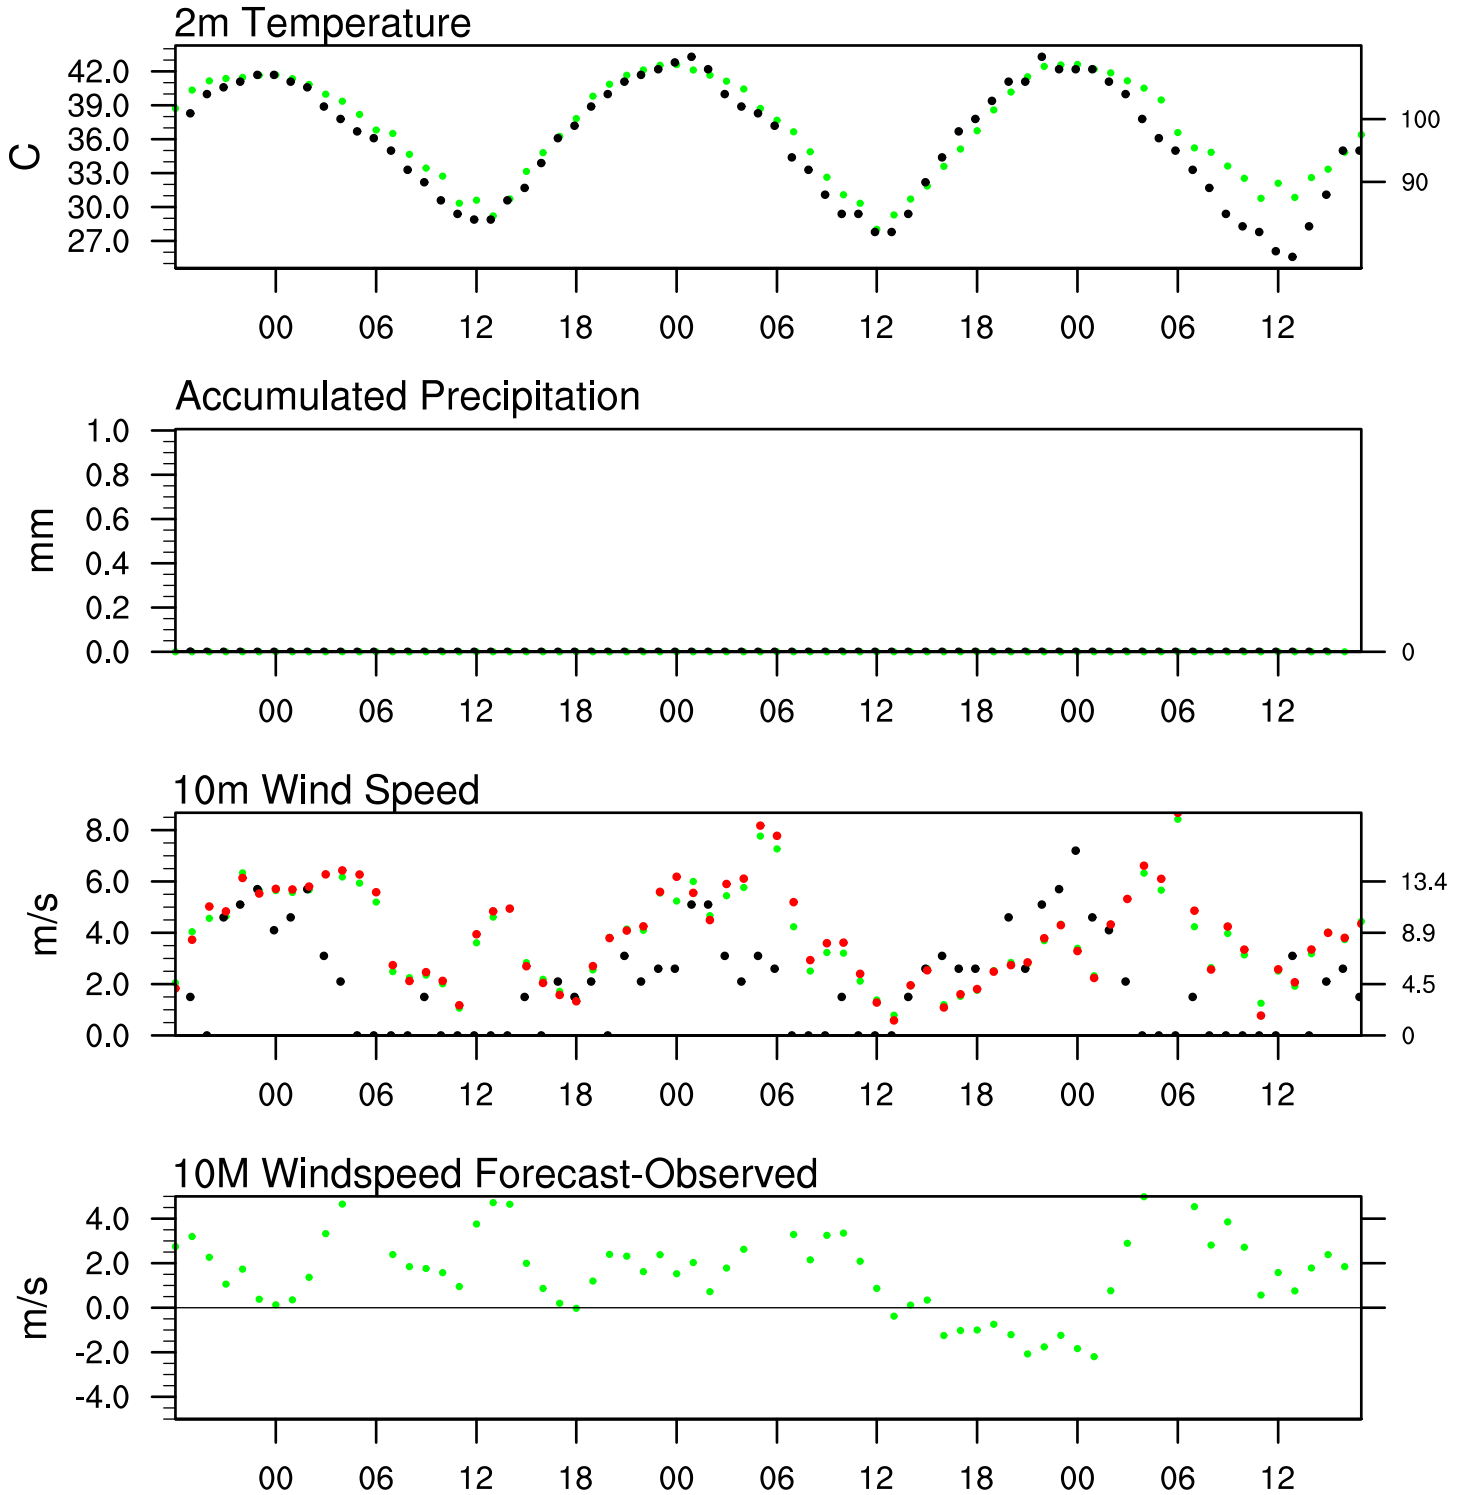 2m Temperature
42.0
39.0
36.0
33.0
30.0
27.0
C
100
90
00 06 12 18 00 06 12 18 00 06 12
Accumulated Precipitation
1.0
0.8
0.6
0.4
0.2
0.0
mm
0
00 06 12 18 00 06 12 18 00 06 12
10m Wind Speed
8.0
6.0
4.0
2.0
0.0
m/s
13.4
8.9
4.5
0
00 06 12 18 00 06 12 18 00 06 12
10M Windspeed Forecast-Observed
4.0
2.0
0.0
-2.0
-4.0
m/s
00 06 12 18 00 06 12 18 00 06 12